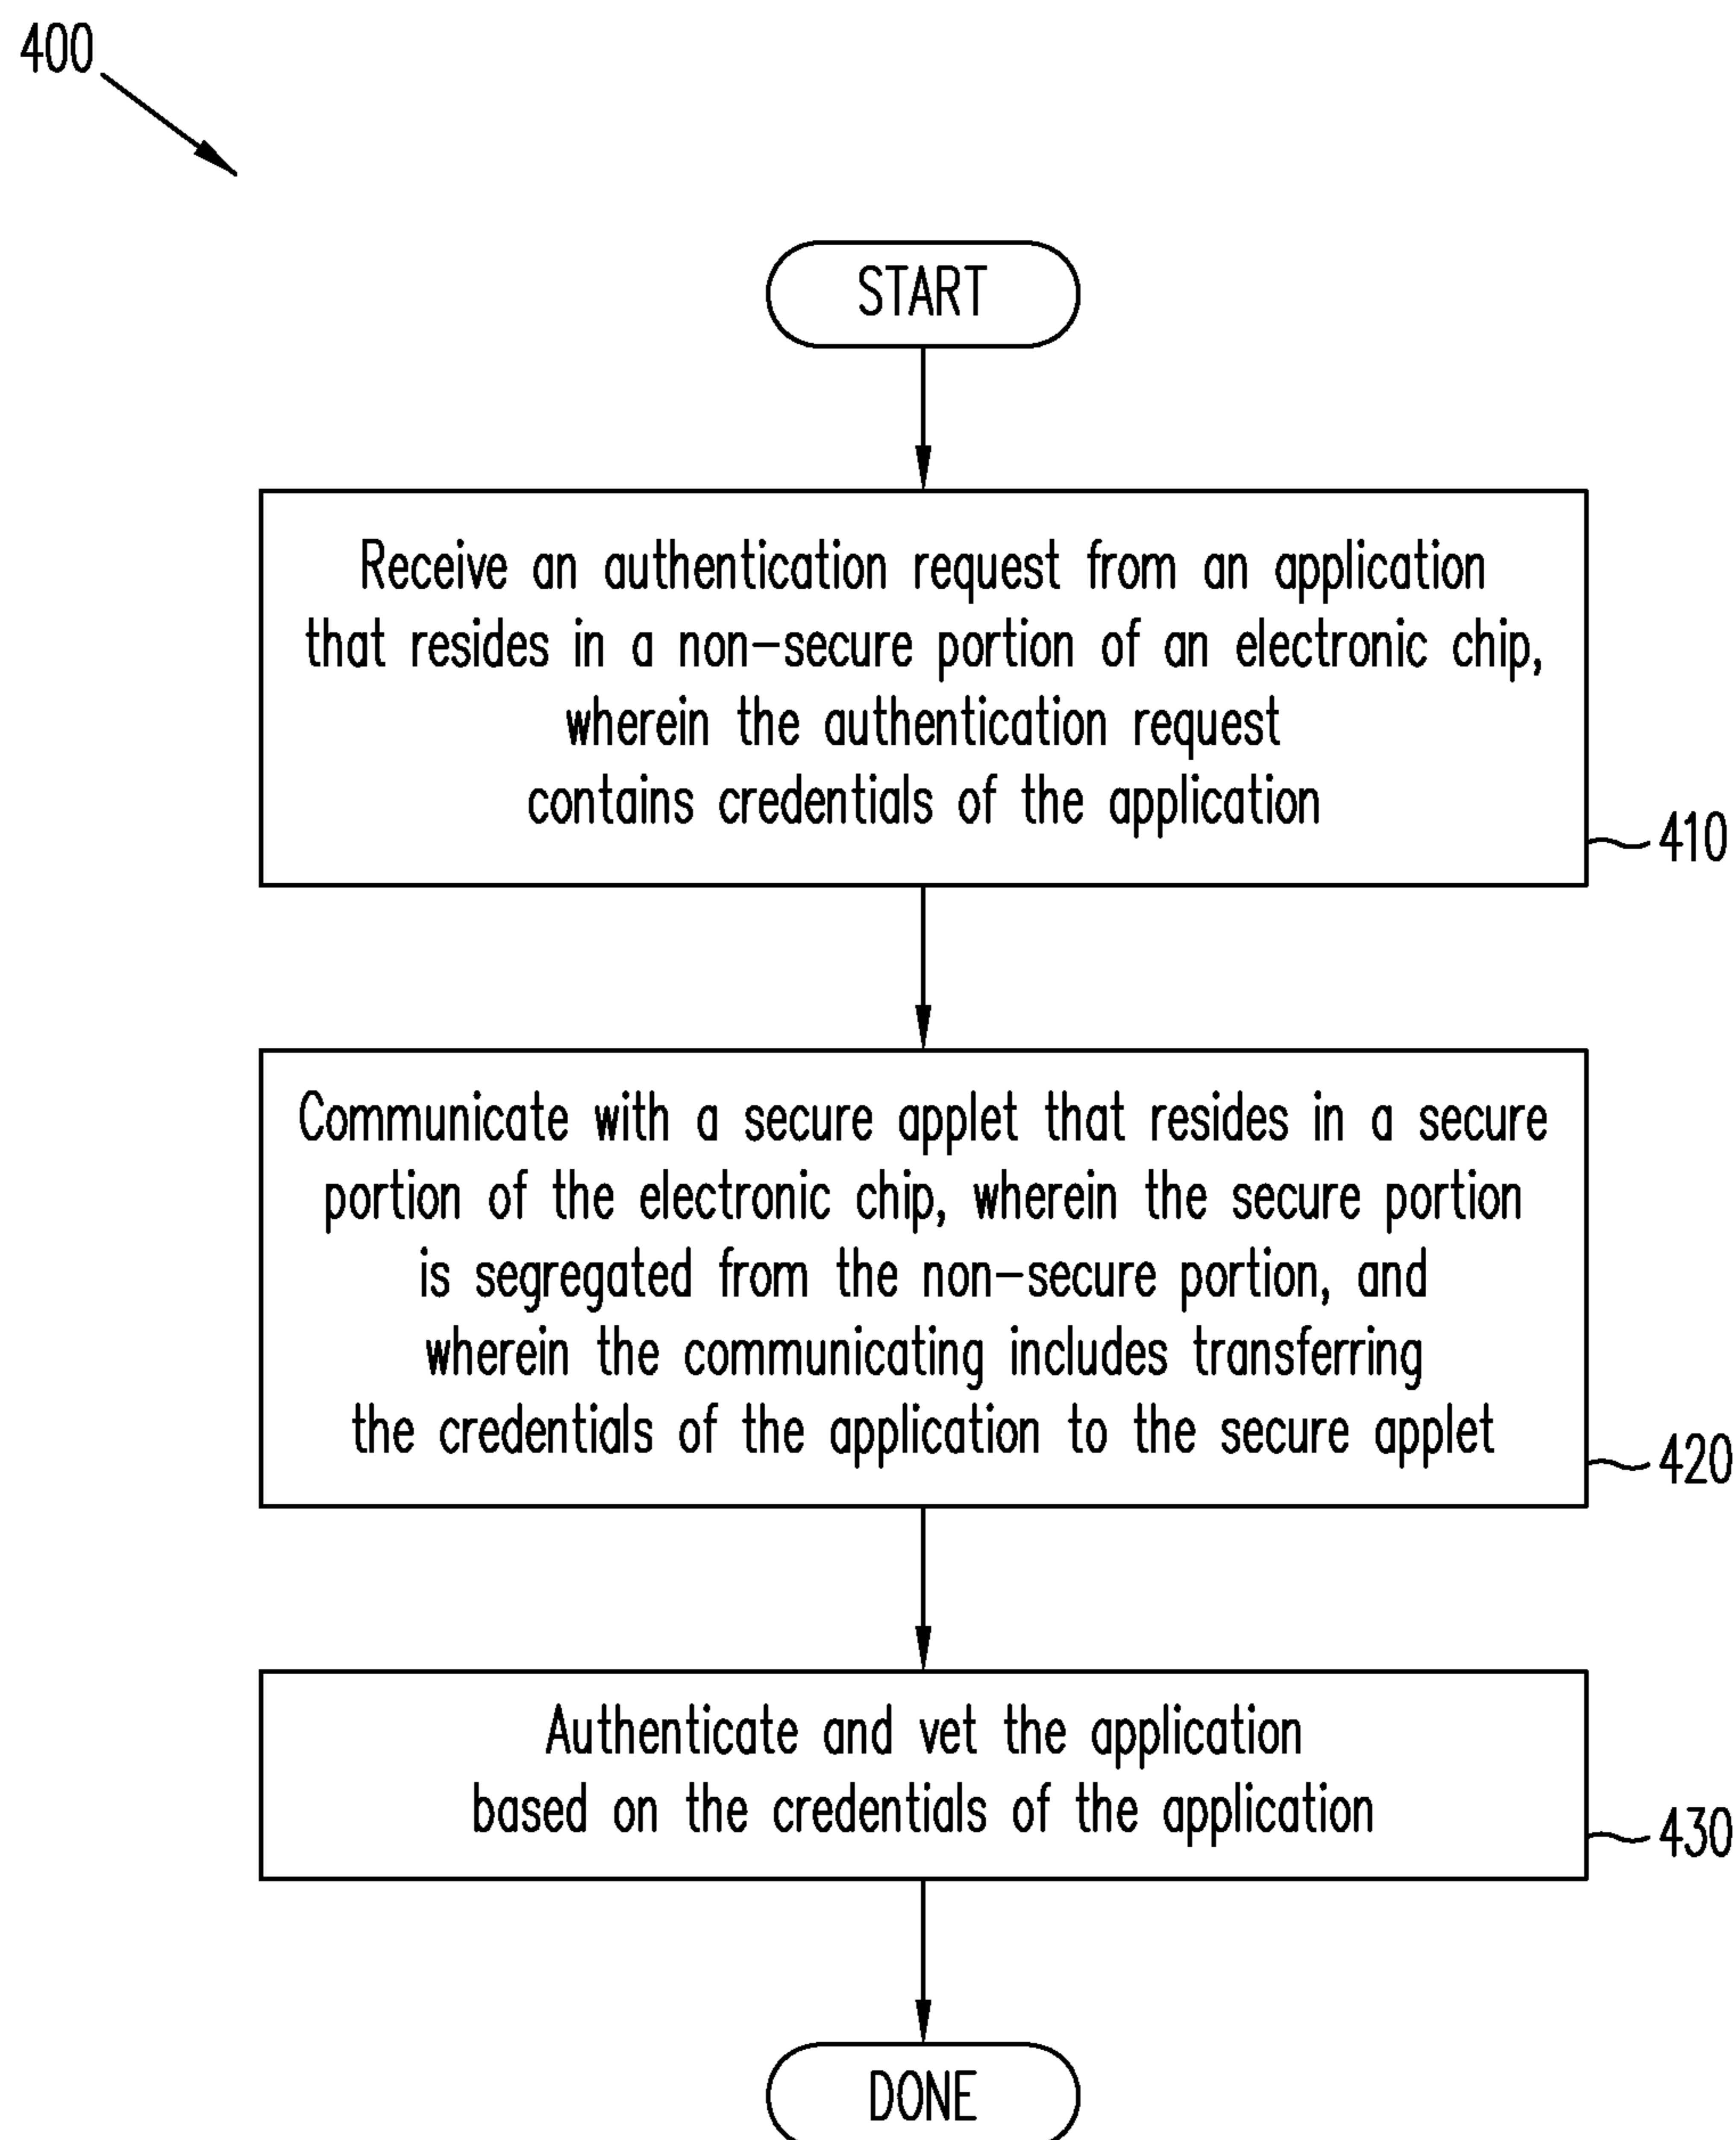 400
START
Receive an authentication request from an application
that resides in a non-secure portion of an electronic chip,
wherein the authentication request
contains credentials of the application
410
Communicate with a secure applet that resides in a secure
portion of the electronic chip, wherein the secure portion
is segregated from the non-secure portion, and
wherein the communicating includes transferring
the credentials of the application to the secure applet
420
Authenticate and vet the application
based on the credentials of the application
430
DONE